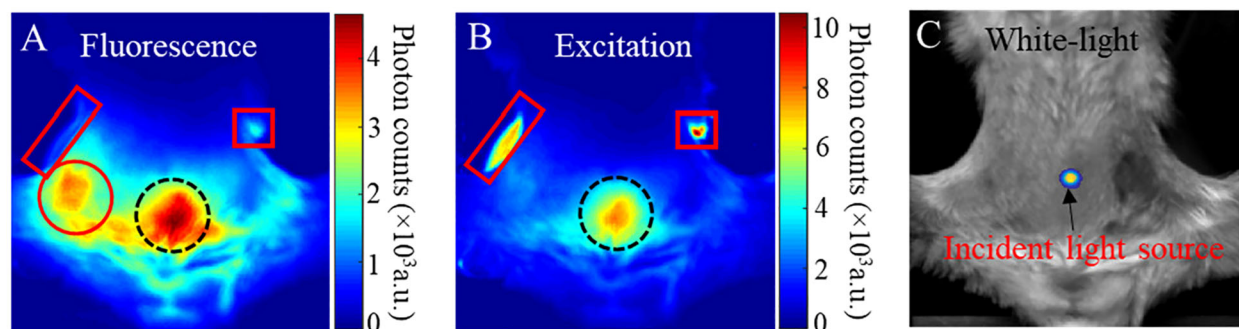 A
Fluorescence
4
3
2
1
0
Photon counts (×10³a.u.)
B
Excitation
10
8
6
4
2
0
Photon counts (×10³a.u.)
C
White-light
Incident light source